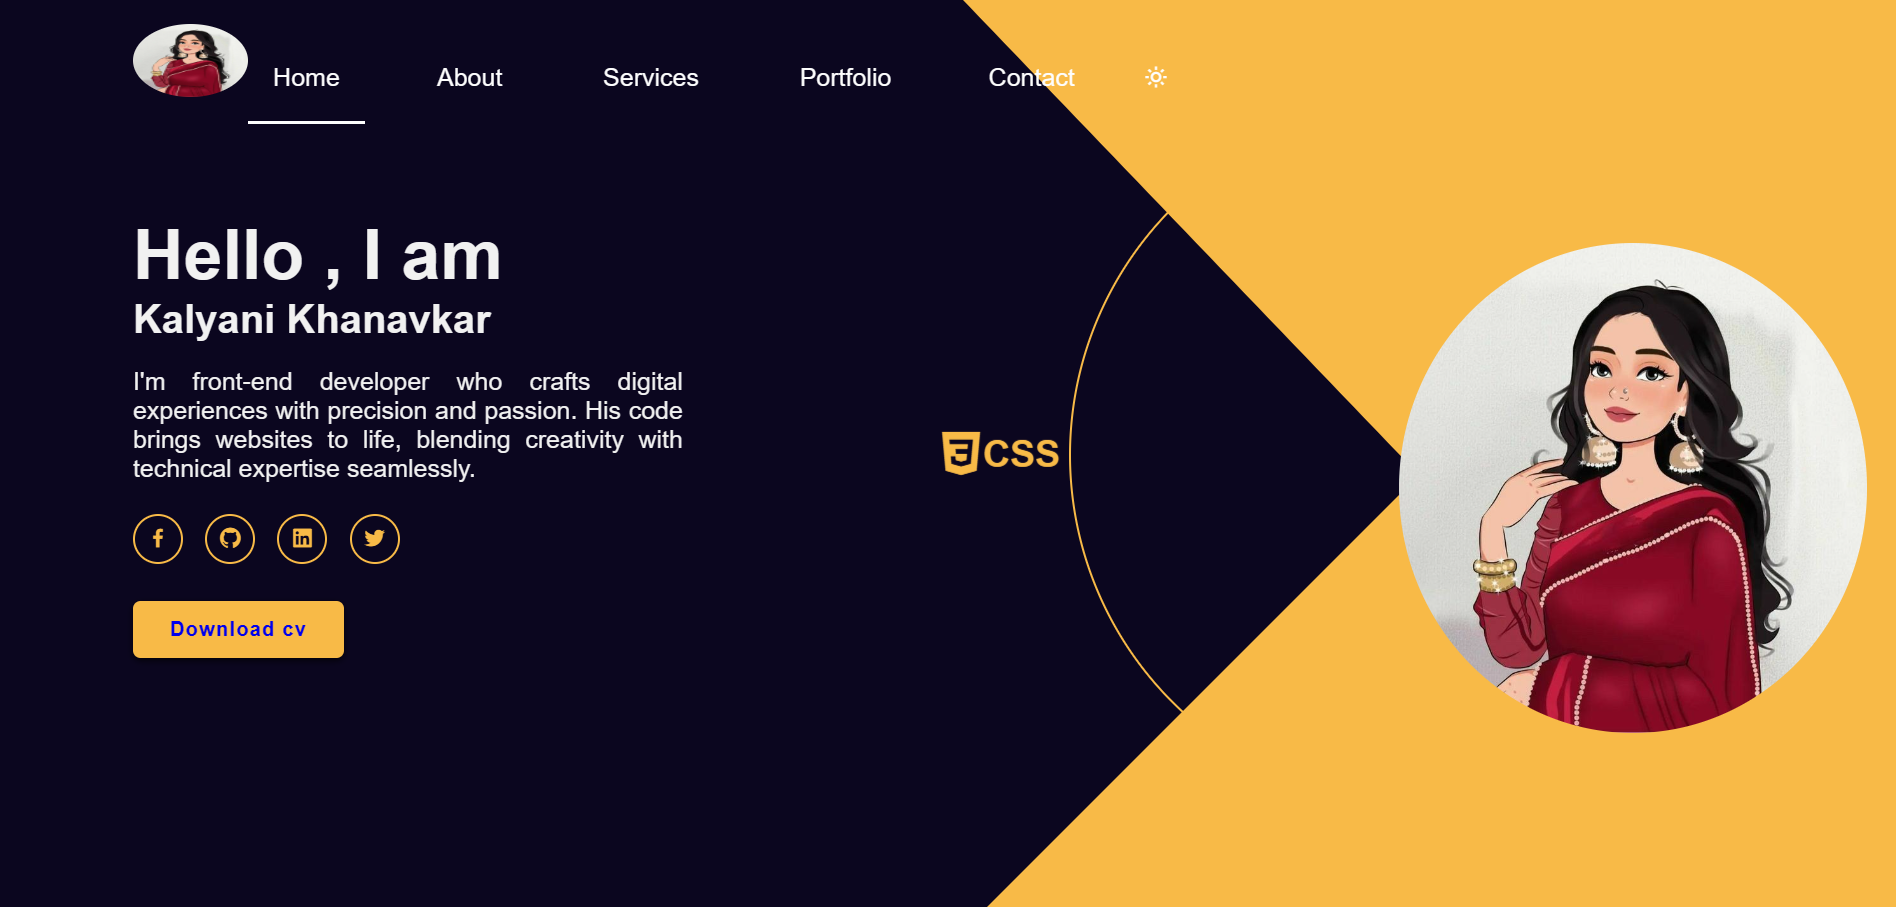 Home About Services Portfolio Contact
Hello , I am
Kalyani Khanavkar
I'm front-end developer who crafts digital
experiences with precision and passion. His code
brings websites to life, blending creativity with
technical expertise seamlessly.
CSS
Download cv